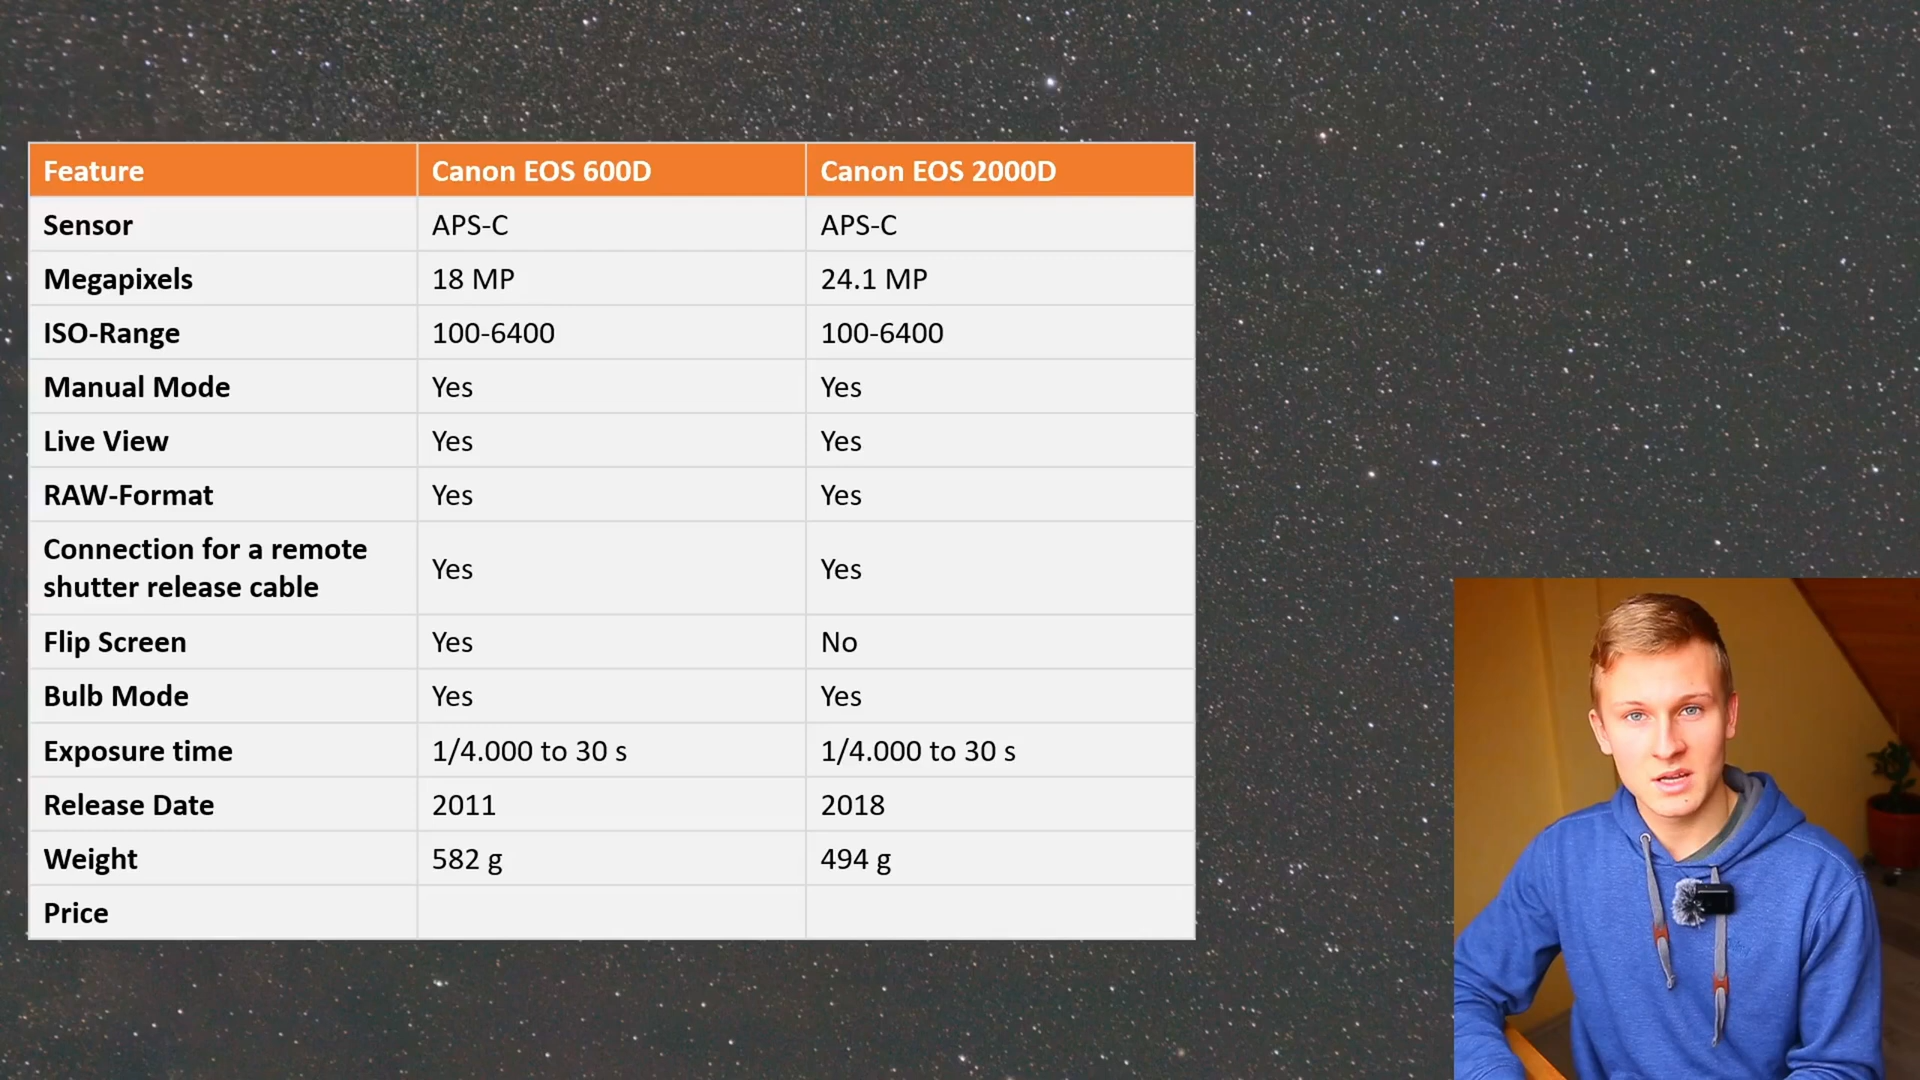 Feature Canon EOS 600D Canon EOS 2000D
Sensor APS-C APS-C
Megapixels 18 MP 24.1 MP
ISO-Range 100-6400 100-6400
Manual Mode Yes Yes
Live View Yes Yes
RAW-Format Yes Yes
Connection for a remote
shutter release cable Yes Yes
Flip Screen Yes No
Bulb Mode Yes Yes
Exposure time 1/4.000 to 30 s 1/4.000 to 30 s
Release Date 2011 2018
Weight 582 g 494 g
Price